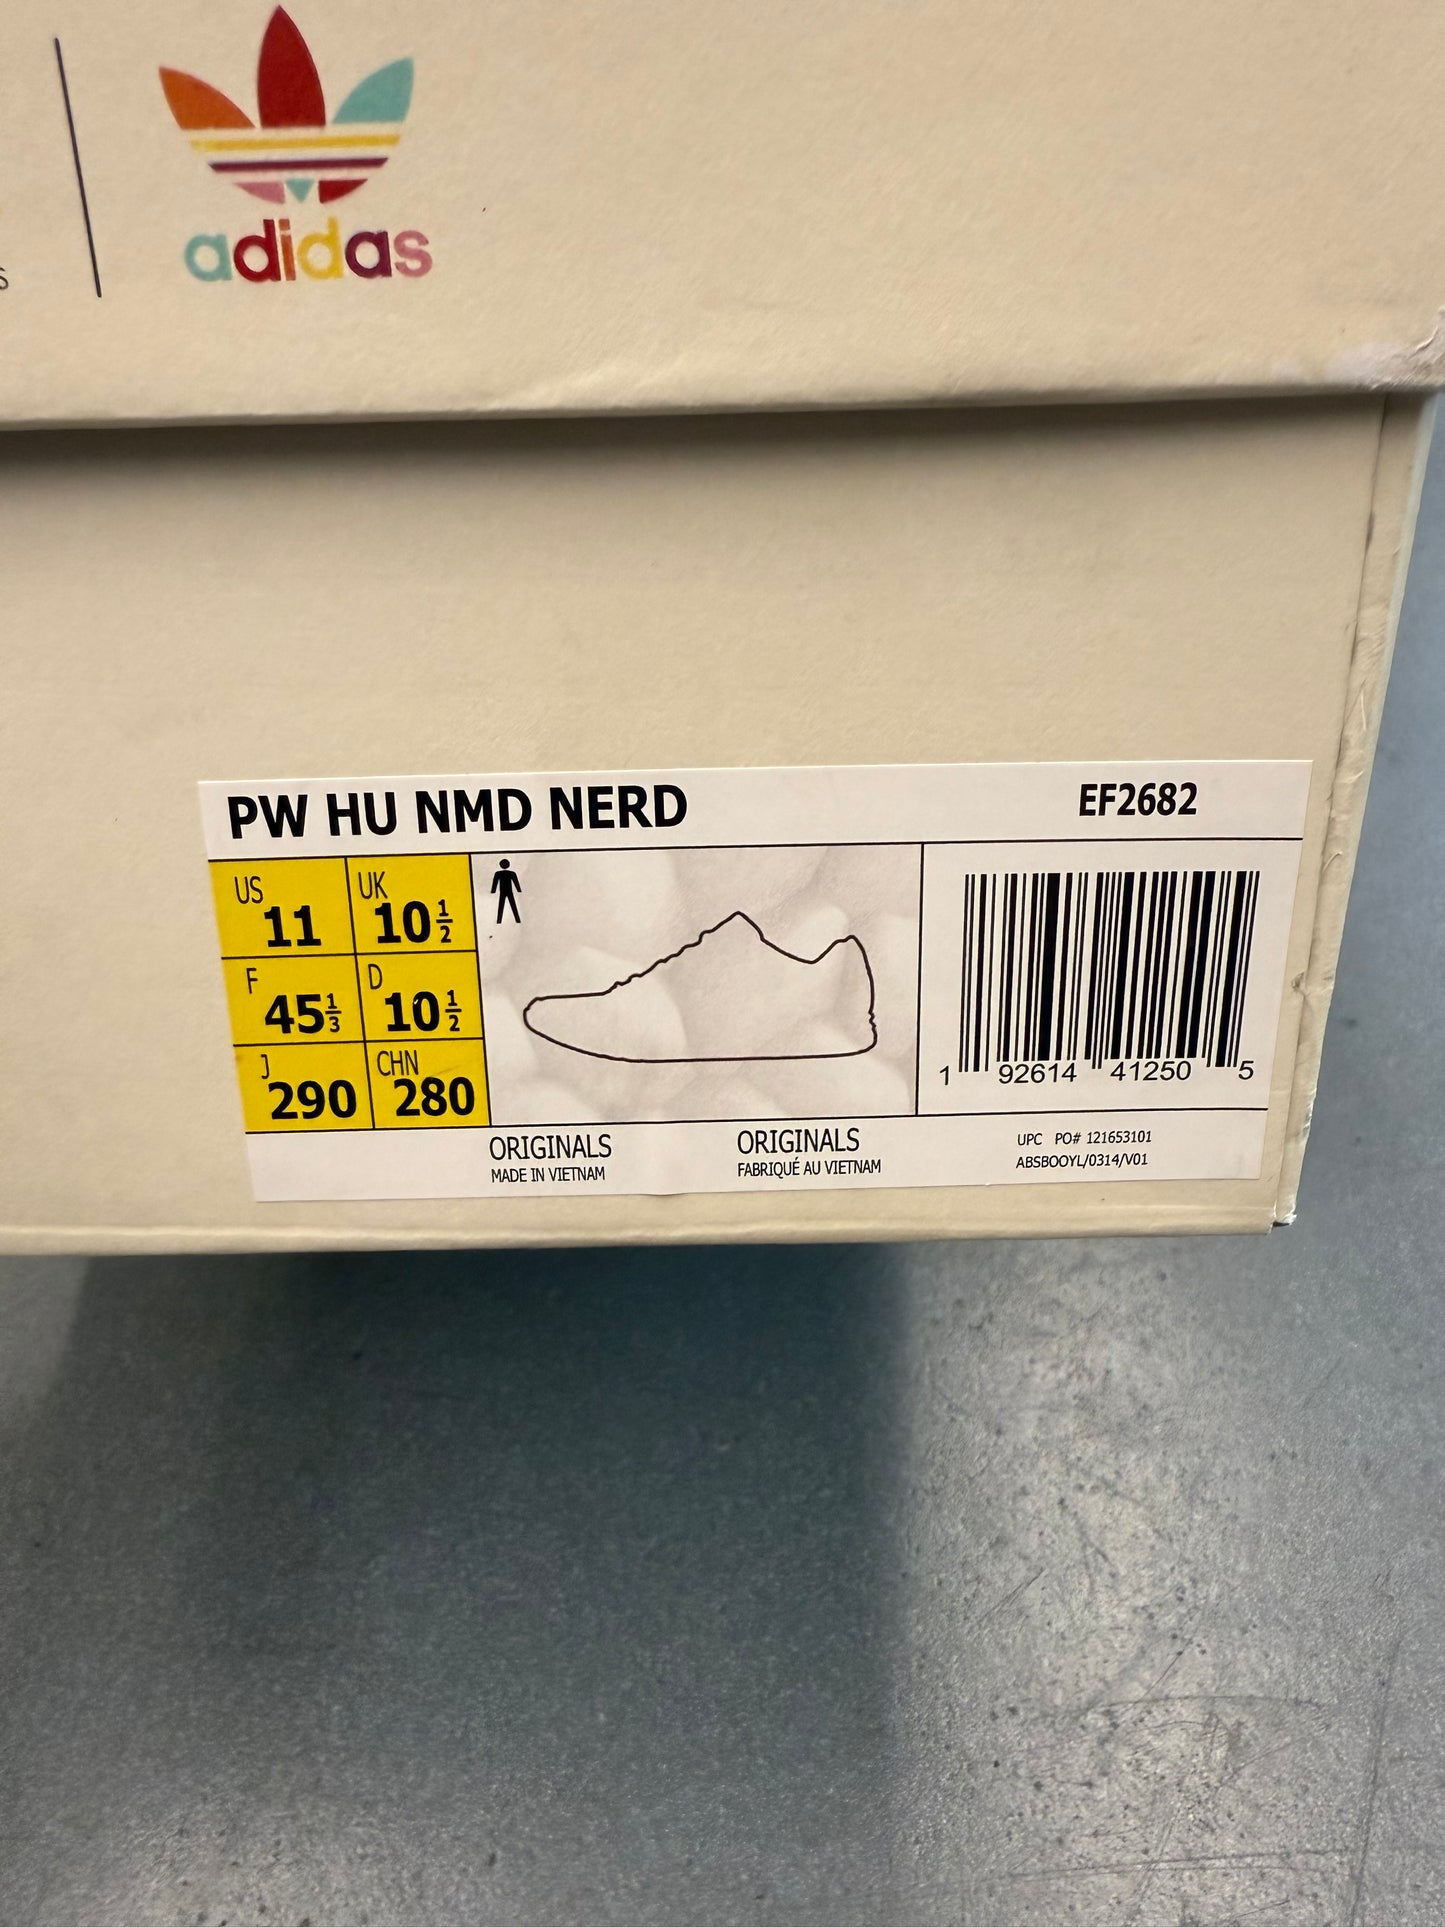 s
adidas
PW HU NMD NERD EF2682
US 11 UK 10 1/2
F 45 1/3 D 10 1/2
J 290 CHN 280
1 92614 41250 5
ORIGINALS ORIGINALS UPC PO# 121653101
MADE IN VIETNAM FABRIQUÉ AU VIETNAM ABSBOOYL/0314/V01